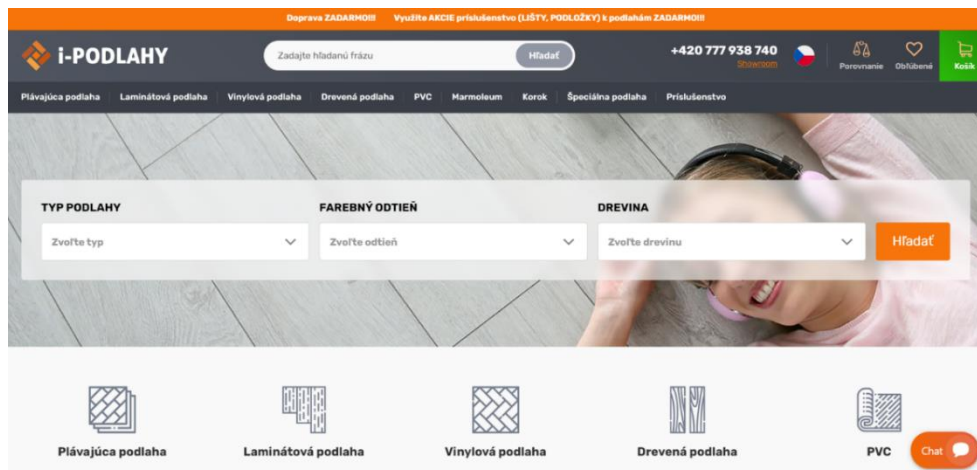 Doprava ZADARMO!!! Využite AKCIE príslušenstvo (LIŠTY, PODLOŽKY) k podlahám ZADARMO!!!
i-PODLAHY
Zadajte hľadanú frázu
Hľadať
+420 777 938 740
Showroom
Porovnanie
Obľúbené
Košík
Plávajúca podlaha Laminátová podlaha Vinylová podlaha Drevená podlaha PVC Marmoleum Korok Špeciálna podlaha Príslušenstvo
TYP PODLAHY FAREBNÝ ODTIEŇ DREVINA
Zvoľte typ Zvoľte odtieň Zvoľte drevinu Hľadať
Plávajúca podlaha Laminátová podlaha Vinylová podlaha Drevená podlaha PVC
Chat